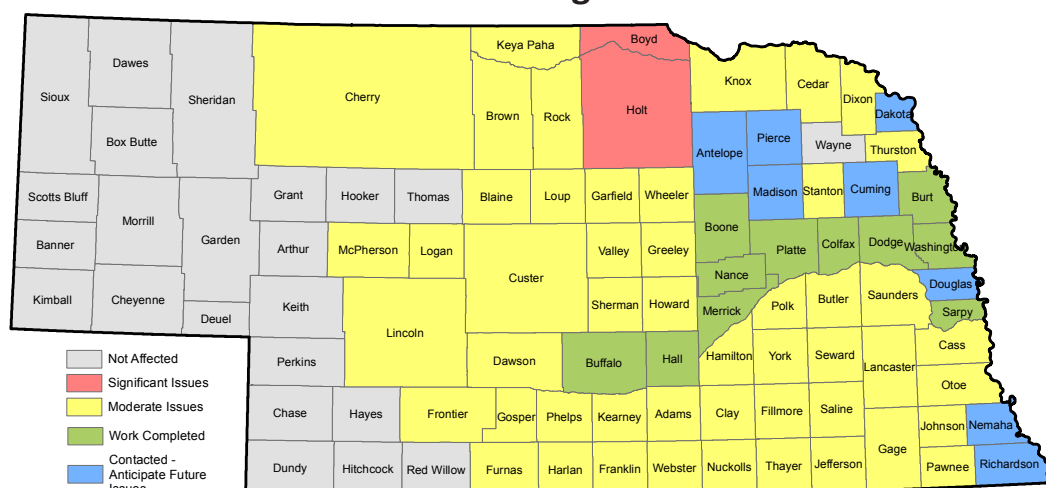 Boyd
Keya Paha
Dawes
Knox
Cedar
Sioux
Sheridan
Cherry
Dixon
Holt
Brown
Rock
Dakota
Box Butte
Pierce
Wayne
Antelope
Thurston
Scotts Bluff
Grant
Hooker
Thomas
Blaine
Loup
Garfield
Wheeler
Madison
Stanton
Cuming
Burt
Morrill
Boone
Garden
Banner
Arthur
McPherson
Logan
Valley
Greeley
Platte
Colfax
Dodge
Washington
Custer
Nance
Douglas
Kimball
Cheyenne
Keith
Sherman
Howard
Merrick
Polk
Butler
Saunders
Sarpy
Deuel
Lincoln
Cass
Perkins
Dawson
Buffalo
Hall
Hamilton
York
Seward
Lancaster
Otoe
Chase
Hayes
Frontier
Gosper
Phelps
Kearney
Adams
Clay
Fillmore
Saline
Johnson
Nemaha
Gage
Dundy
Hitchcock
Red Willow
Furnas
Harlan
Franklin
Webster
Nuckolls
Thayer
Jefferson
Pawnee
Richardson
Not Affected
Significant Issues
Moderate Issues
Work Completed
Contacted -
Anticipate Future
Issues